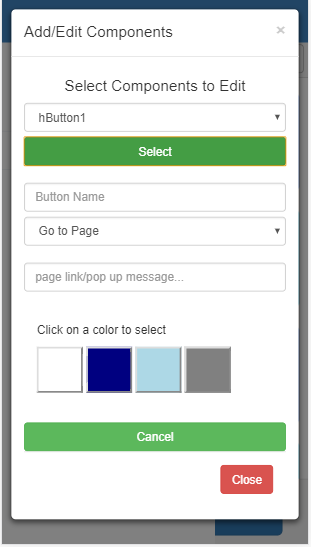 Add/Edit Components
×
Select Components to Edit
hButton1
Select
Button Name
Go to Page
page link/pop up message...
Click on a color to select
Cancel
Close